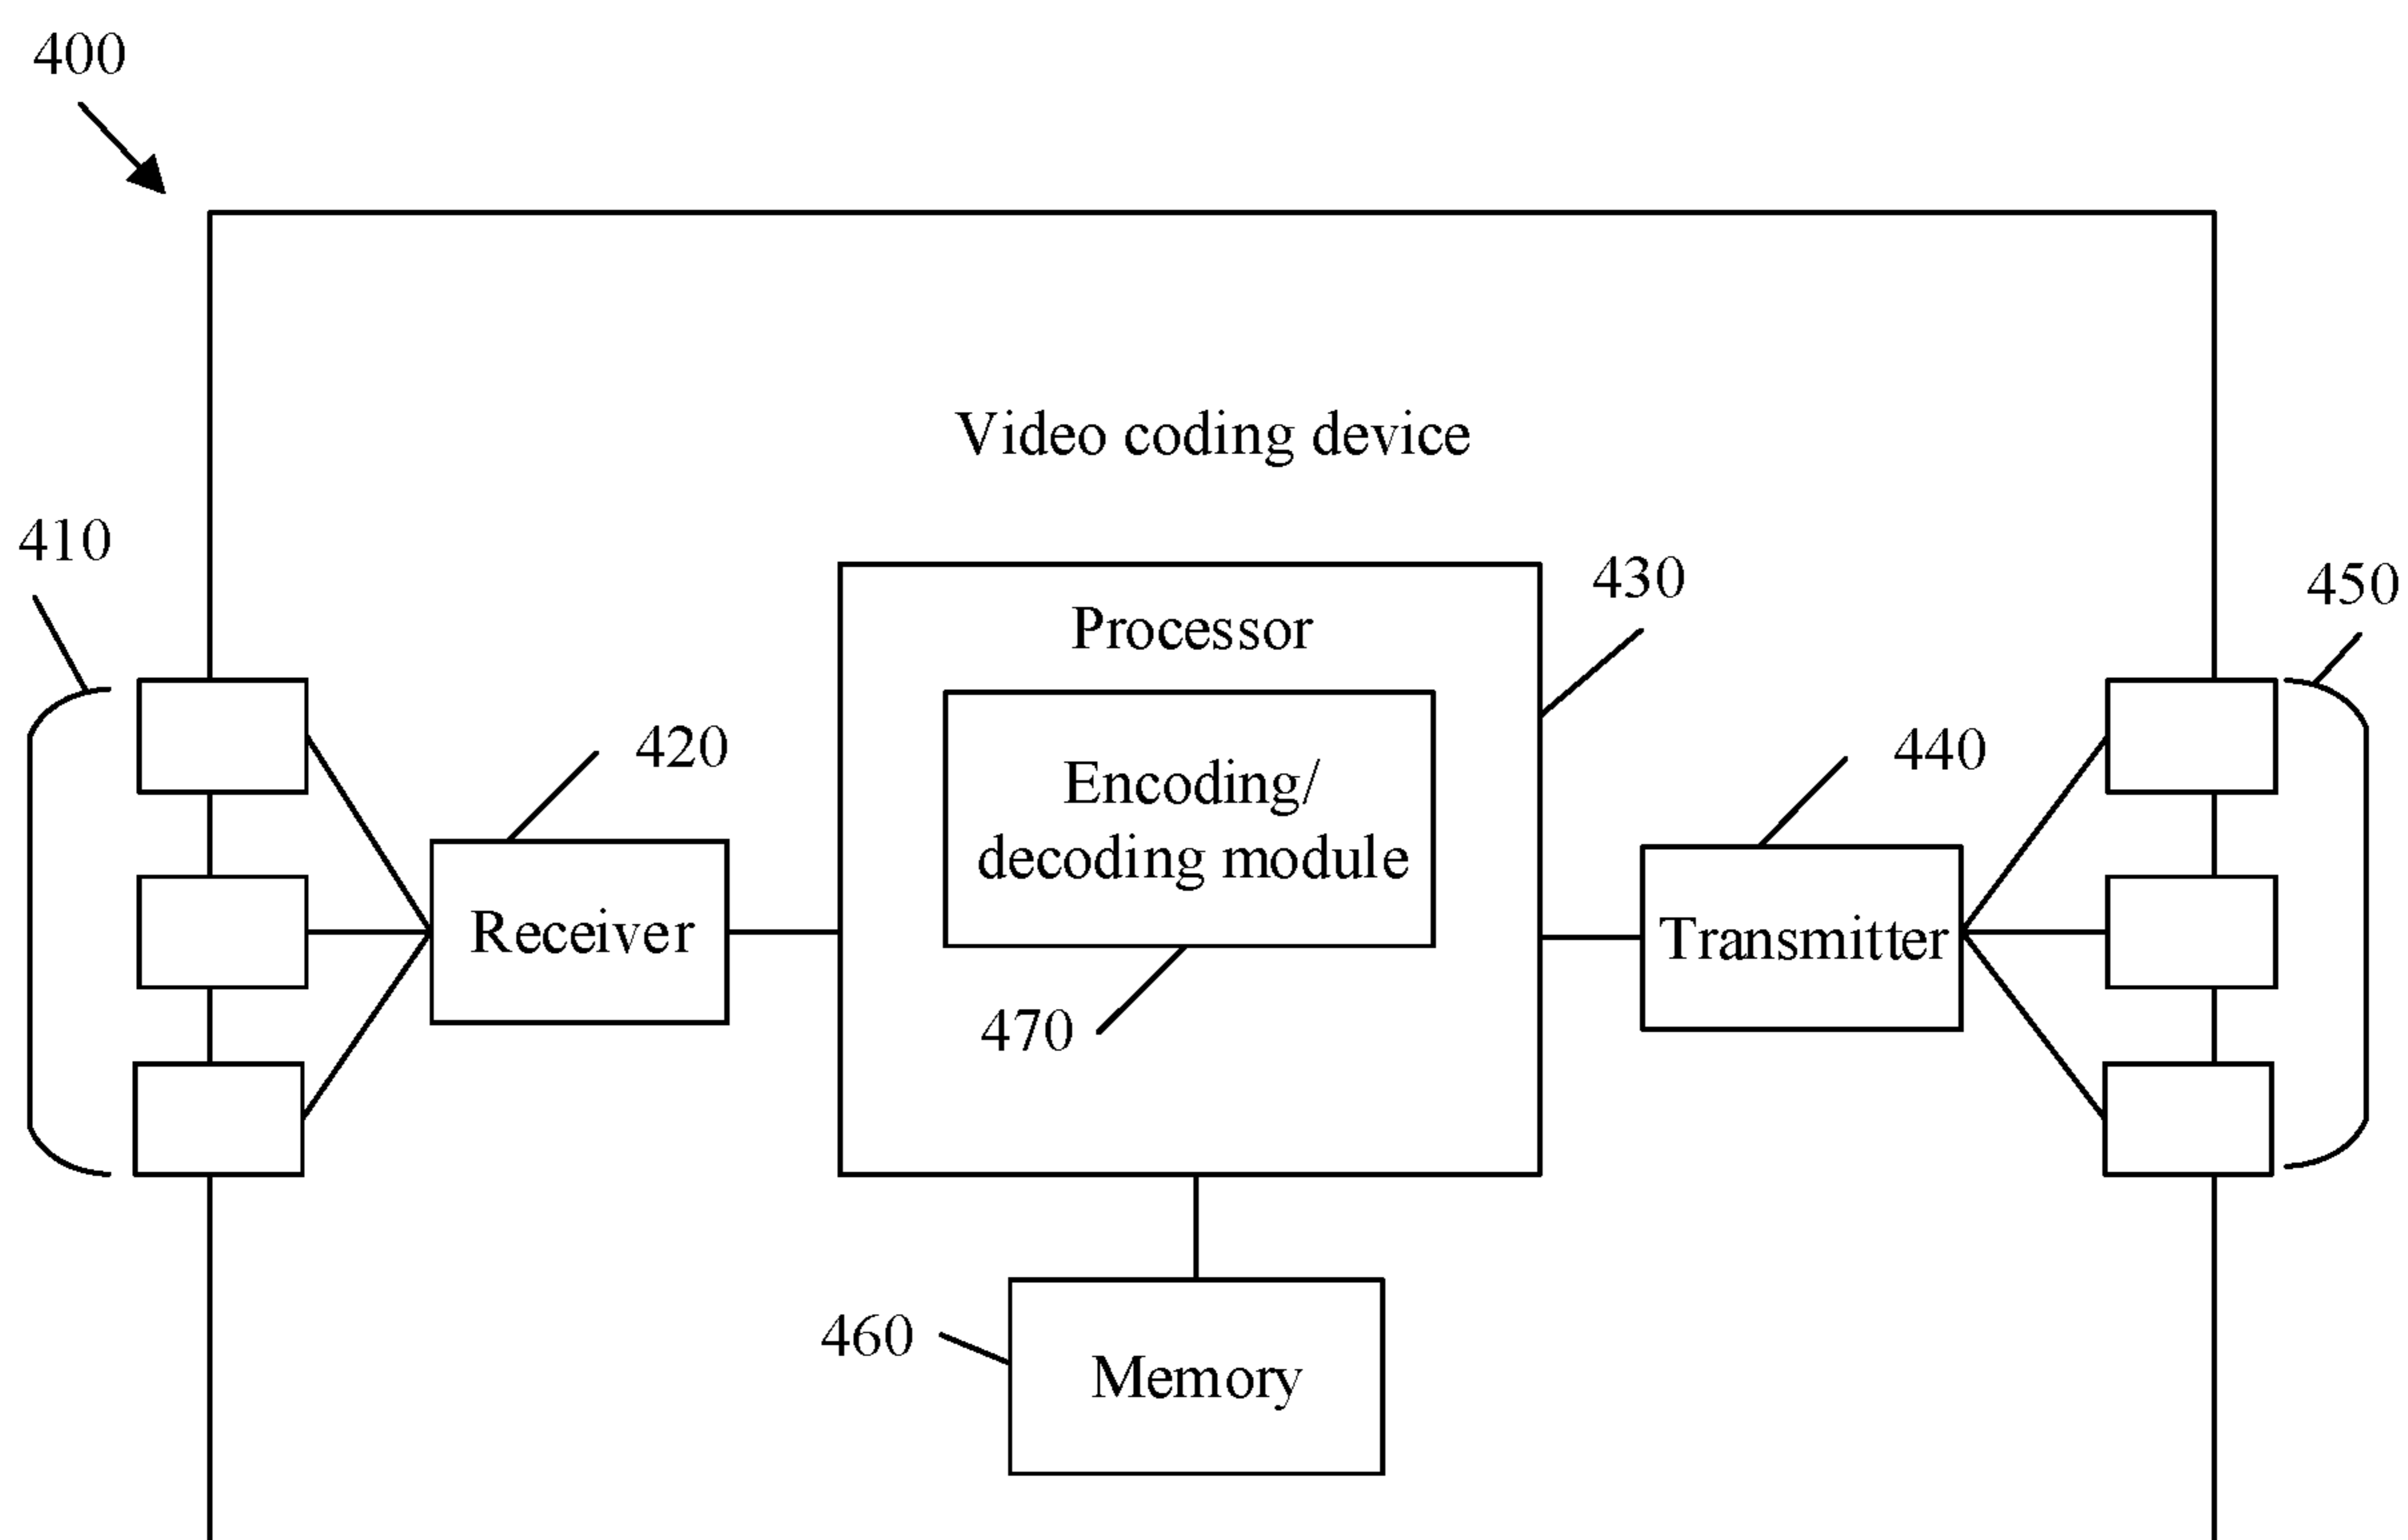 400
Video coding device
410
430
450
Processor
420
440
Encoding/
decoding module
Receiver
Transmitter
470
460
Memory